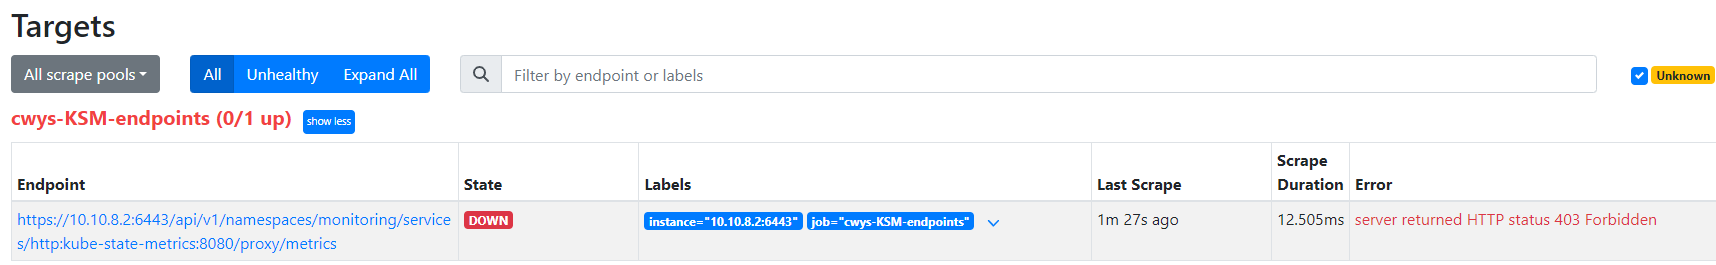 Targets
All scrape pools
All Unhealthy Expand All
Filter by endpoint or labels
Unknown
cwys-KSM-endpoints (0/1 up) show less
Endpoint State Labels Last Scrape Scrape Duration Error
https://10.10.8.2:6443/api/v1/namespaces/monitoring/service
s/http:kube-state-metrics:8080/proxy/metrics
DOWN
instance="10.10.8.2:6443" job="cwys-KSM-endpoints"
1m 27s ago
12.505ms
server returned HTTP status 403 Forbidden